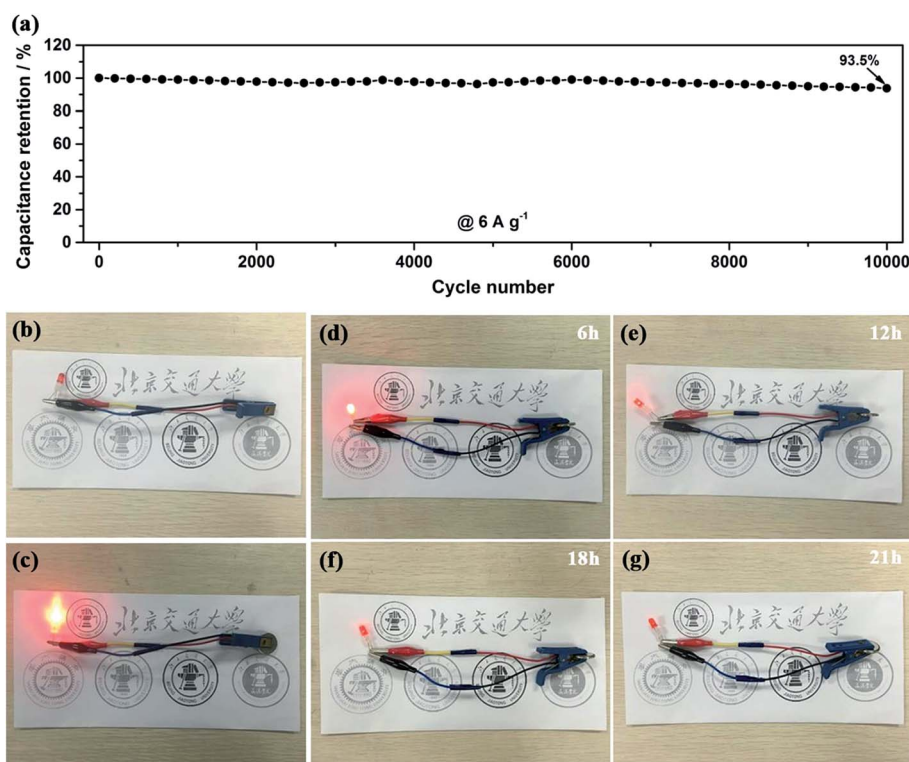 (a)
Capacitance retention / %
120
100
80
60
40
20
0
93.5%
@ 6 A g⁻¹
0 2000 4000 6000 8000 10000
Cycle number
(b)
北京交通大學
(d) 6h
北京交通大學
(e) 12h
北京交通大學
(c)
北京交通大學
(f) 18h
北京交通大學
(g) 21h
北京交通大學